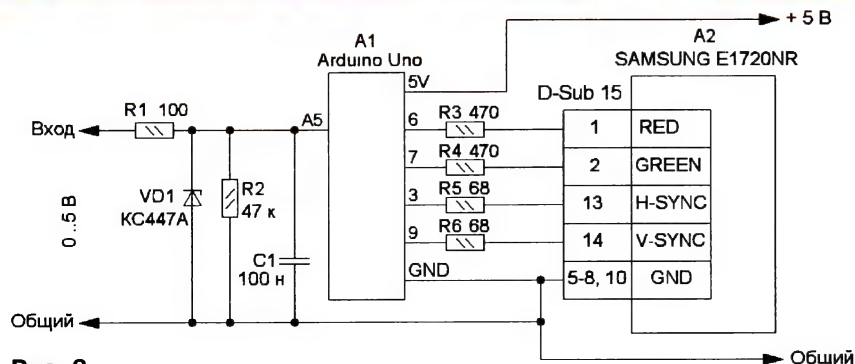 + 5 В
A1
Arduino Uno
A2
SAMSUNG E1720NR
5V
D-Sub 15
R1 100
R3 470
Вход
A5
6
1
RED
R4 470
7
2
GREEN
VD1
КС447А
R2
47 к
R5 68
3
13
H-SYNC
0...5 В
R6 68
9
14
V-SYNC
C1
100 н
GND
5-8, 10
GND
Общий
Общий